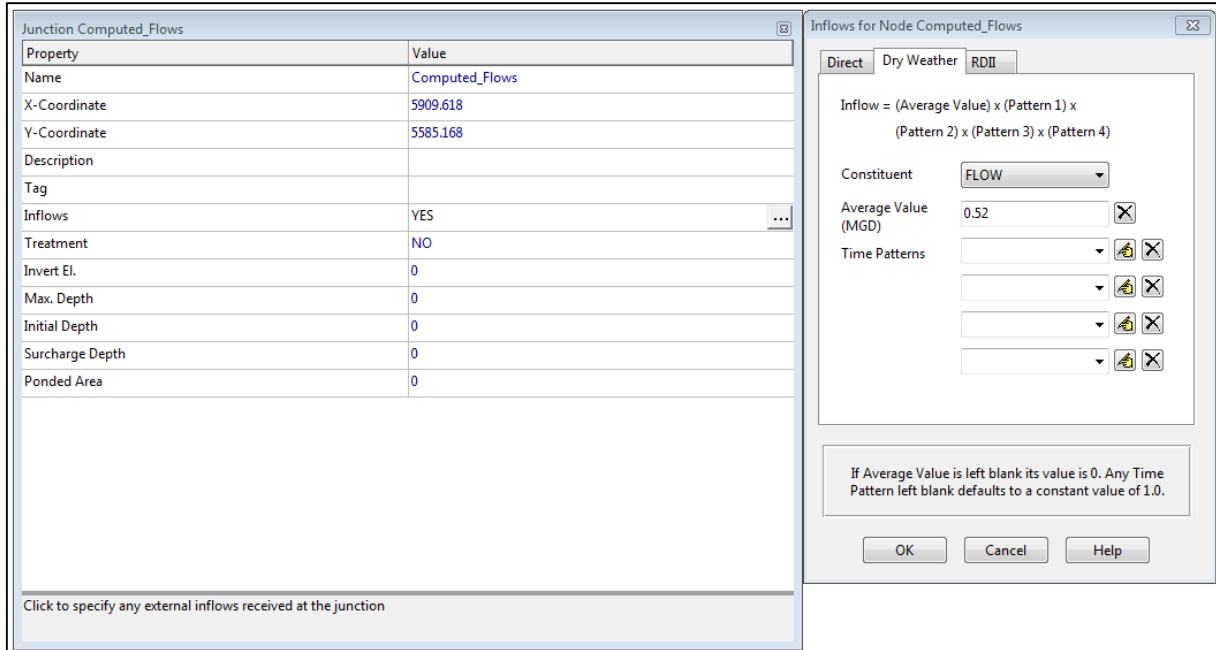 Junction Computed_Flows
Property Value
Name Computed_Flows
X-Coordinate 5909.618
Y-Coordinate 5585.168
Description
Tag
Inflows YES ...
Treatment NO
Invert El. 0
Max. Depth 0
Initial Depth 0
Surcharge Depth 0
Ponded Area 0
Click to specify any external inflows received at the junction
Inflows for Node Computed_Flows
Direct Dry Weather RDII
Inflow = (Average Value) x (Pattern 1) x
(Pattern 2) x (Pattern 3) x (Pattern 4)
Constituent FLOW
Average Value 0.52
(MGD)
Time Patterns
If Average Value is left blank its value is 0. Any Time
Pattern left blank defaults to a constant value of 1.0.
OK Cancel Help